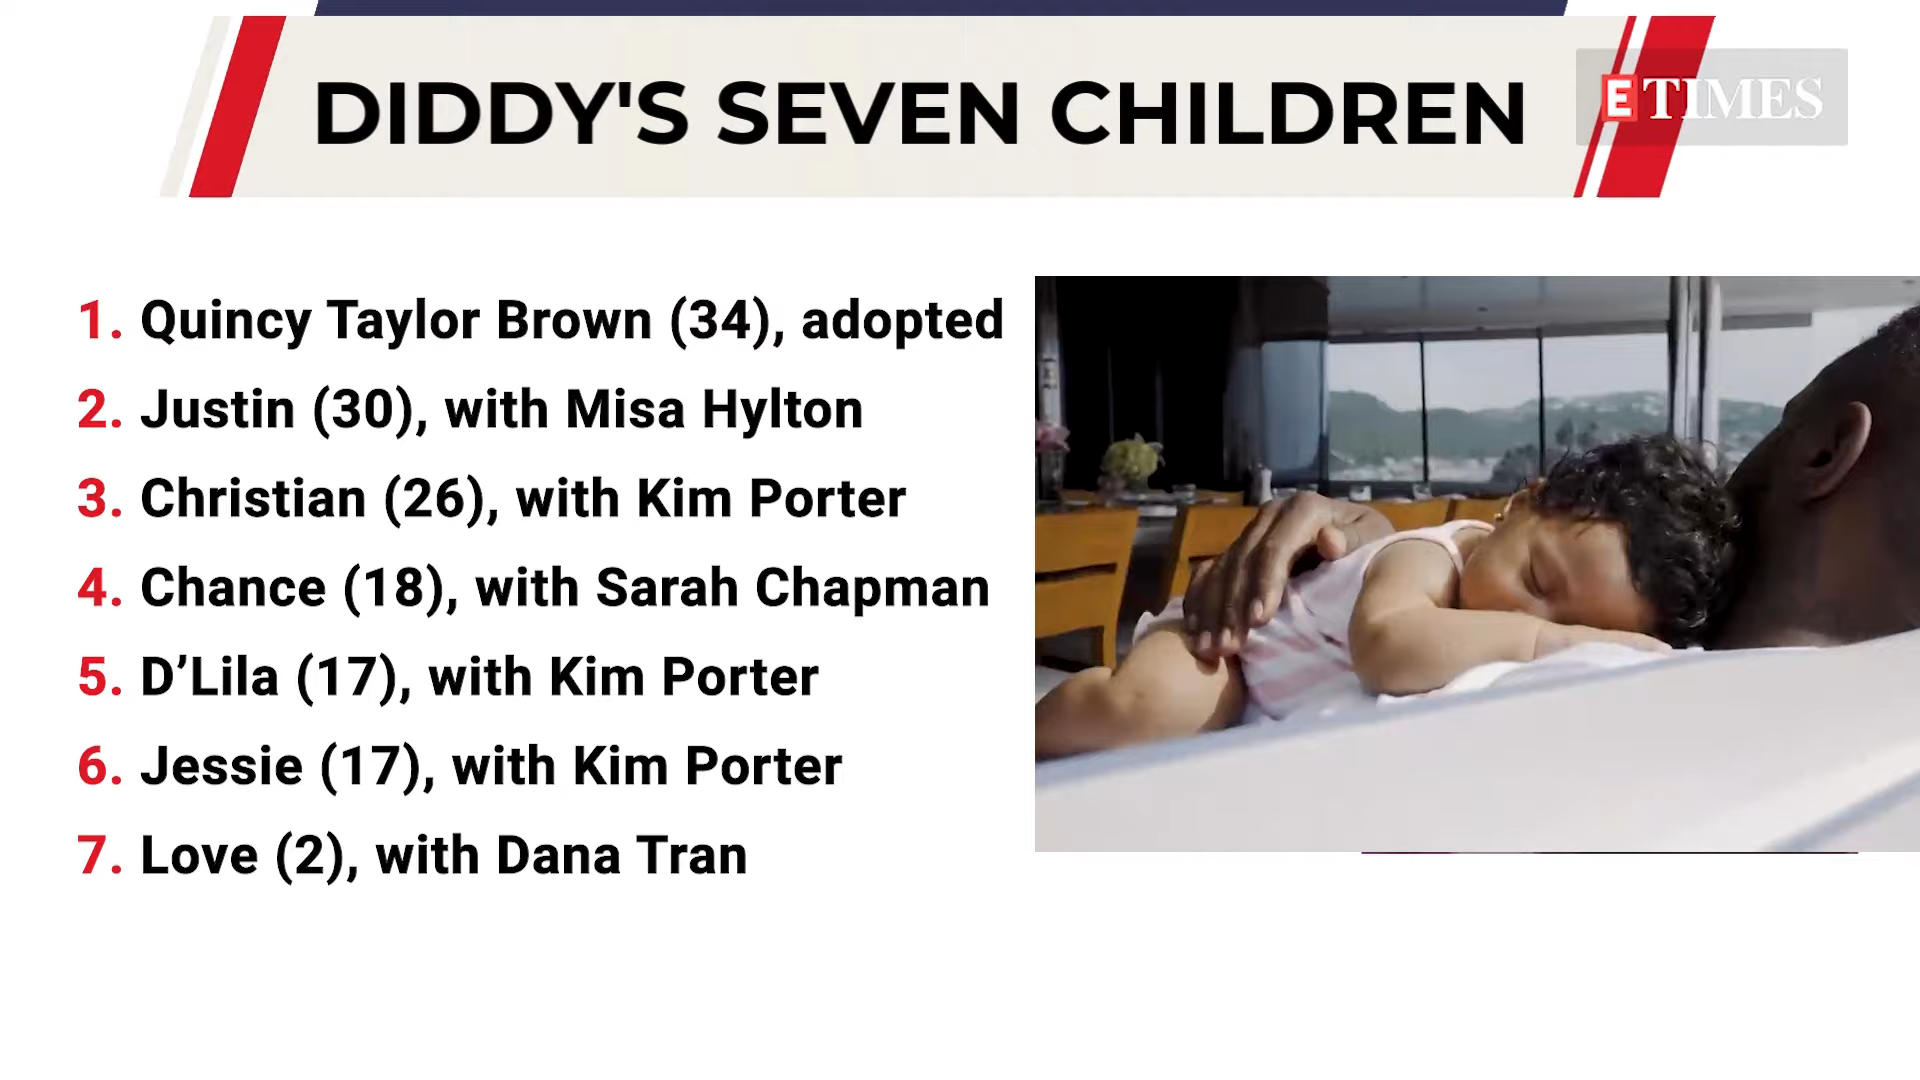 DIDDY'S SEVEN CHILDREN
ETIMES
1. Quincy Taylor Brown (34), adopted
2. Justin (30), with Misa Hylton
3. Christian (26), with Kim Porter
4. Chance (18), with Sarah Chapman
5. D’Lila (17), with Kim Porter
6. Jessie (17), with Kim Porter
7. Love (2), with Dana Tran